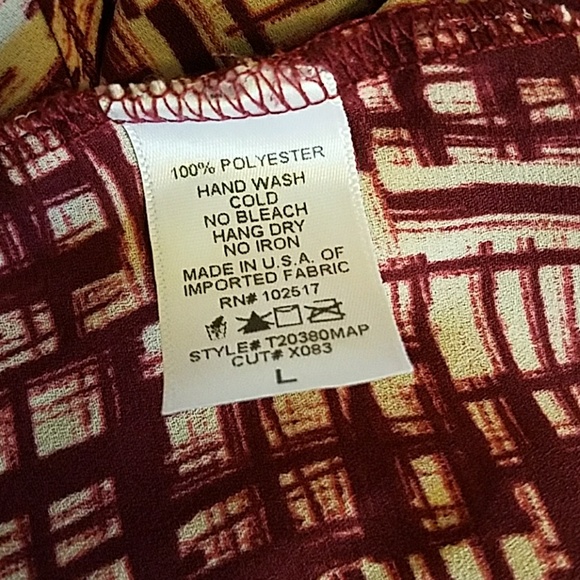 100% POLYESTER
HAND WASH
COLD
NO BLEACH
HANG DRY
NO IRON
MADE IN U.S.A. OF
IMPORTED FABRIC
RN# 102517
STYLE# T20380MAP
CUT# X083
L